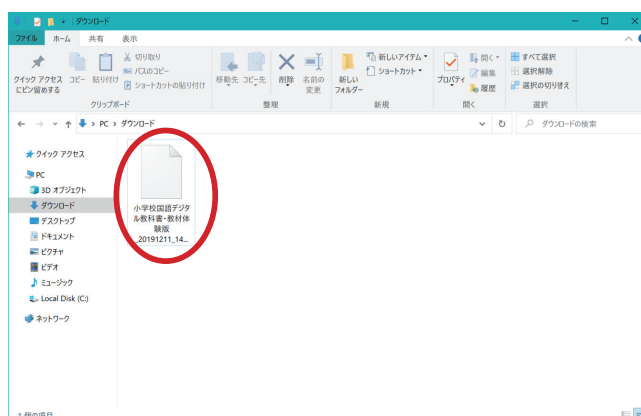 ダウンロード
ファイル ホーム 共有 表示
クイック アクセス
にピン留めする
コピー 貼り付け
切り取り
パスのコピー
ショートカットの貼り付け
クリップボード
移動先 コピー先 削除 名前の
変更
整理
新しい
フォルダー
新しいアイテム
ショートカット
新規
プロパティ
開く
編集
履歴
開く
すべて選択
選択解除
選択の切り替え
選択
PC > ダウンロード
ダウンロードの検索
クイック アクセス
PC
3D オブジェクト
ダウンロード
デスクトップ
ドキュメント
ピクチャ
ビデオ
ミュージック
Local Disk (C:)
ネットワーク
小学校国語デジタ
ル教科書・教材体
験版
_20191211_14...
1 個の項目